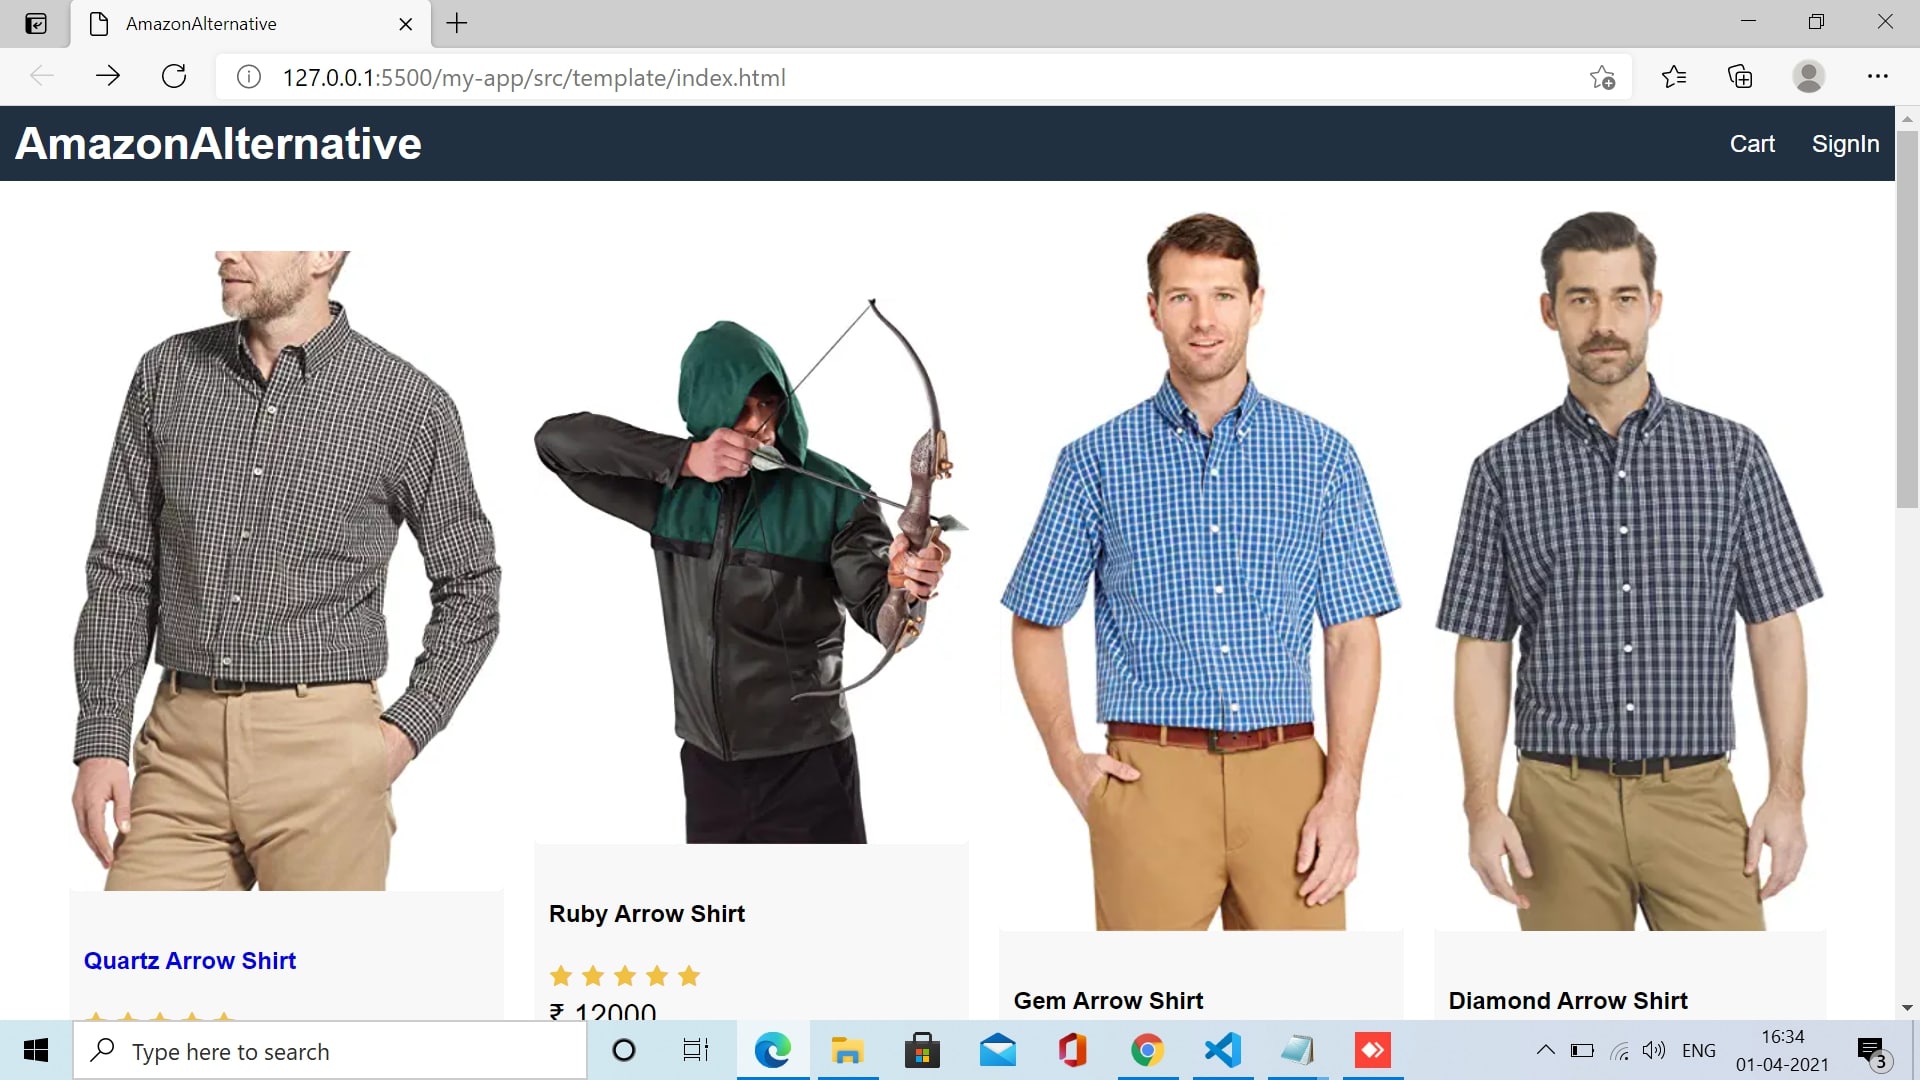 AmazonAlternative
127.0.0.1:5500/my-app/src/template/index.html
AmazonAlternative
Cart SignIn
Quartz Arrow Shirt
Ruby Arrow Shirt
₹ 12000
Gem Arrow Shirt
Diamond Arrow Shirt
Type here to search
ENG
16:34
01-04-2021
3